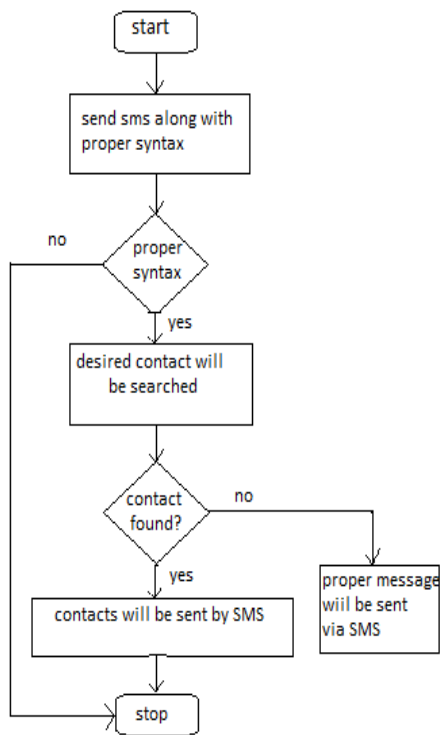 start
send sms along with
proper syntax
no
proper
syntax
yes
desired contact will
be searched
contact
found?
no
yes
proper message
wiil be sent
via SMS
contacts will be sent by SMS
stop